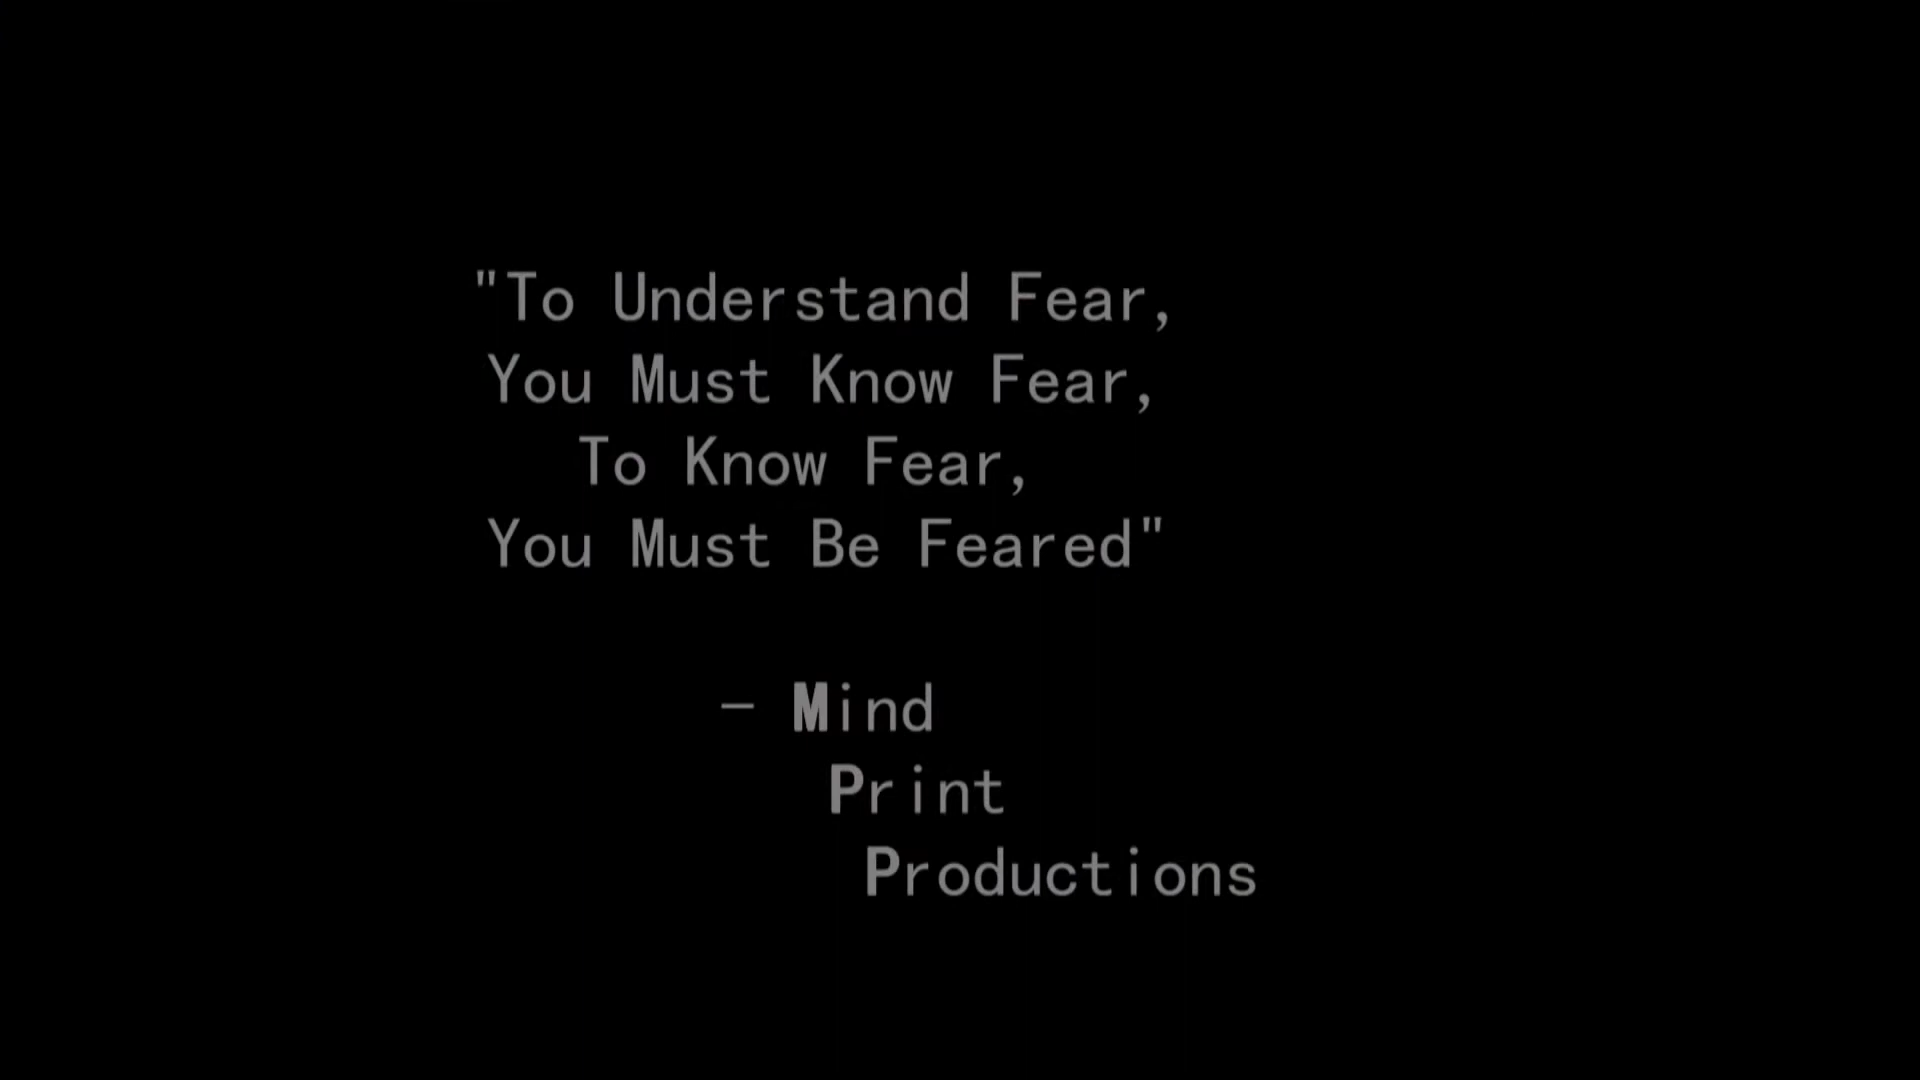 "To Understand Fear,
You Must Know Fear,
To Know Fear,
You Must Be Feared"
- Mind
Print
Productions